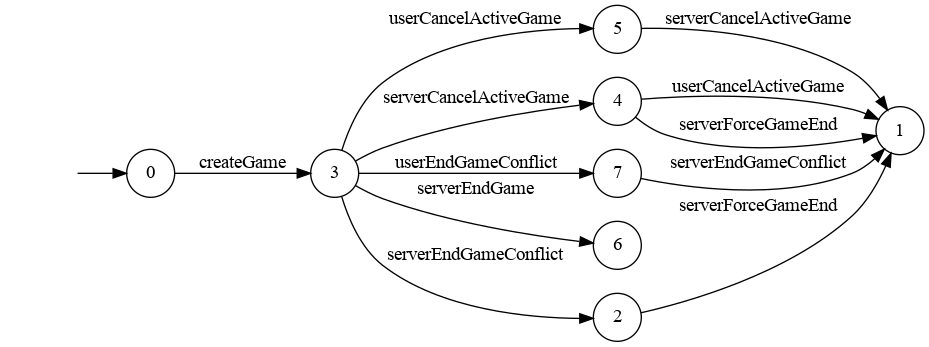 userCancelActiveGame
5
serverCancelActiveGame
serverCancelActiveGame
4
userCancelActiveGame
serverForceGameEnd
1
0
createGame
3
userEndGameConflict
7
serverEndGameConflict
serverEndGame
6
serverForceGameEnd
serverEndGameConflict
2